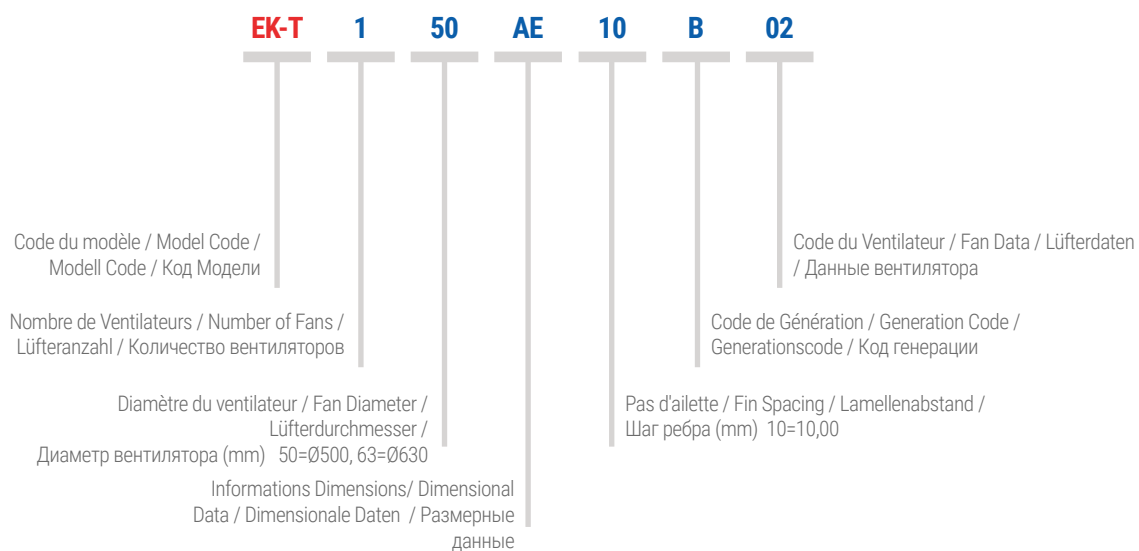 EK-T 1 50 AE 10 B 02
Code du modèle / Model Code /
Modell Code / Код Модели
Code du Ventilateur / Fan Data / Lüfterdaten
/ Данные вентилятора
Nombre de Ventilateurs / Number of Fans /
Lüfteranzahl / Количество вентиляторов
Code de Génération / Generation Code /
Generationscode / Код генерации
Diamètre du ventilateur / Fan Diameter /
Lüfterdurchmesser /
Диаметр вентилятора (mm) 50=Ø500, 63=Ø630
Pas d'ailette / Fin Spacing / Lamellenabstand /
Шаг ребра (mm) 10=10,00
Informations Dimensions/ Dimensional
Data / Dimensionale Daten / Размерные
данные